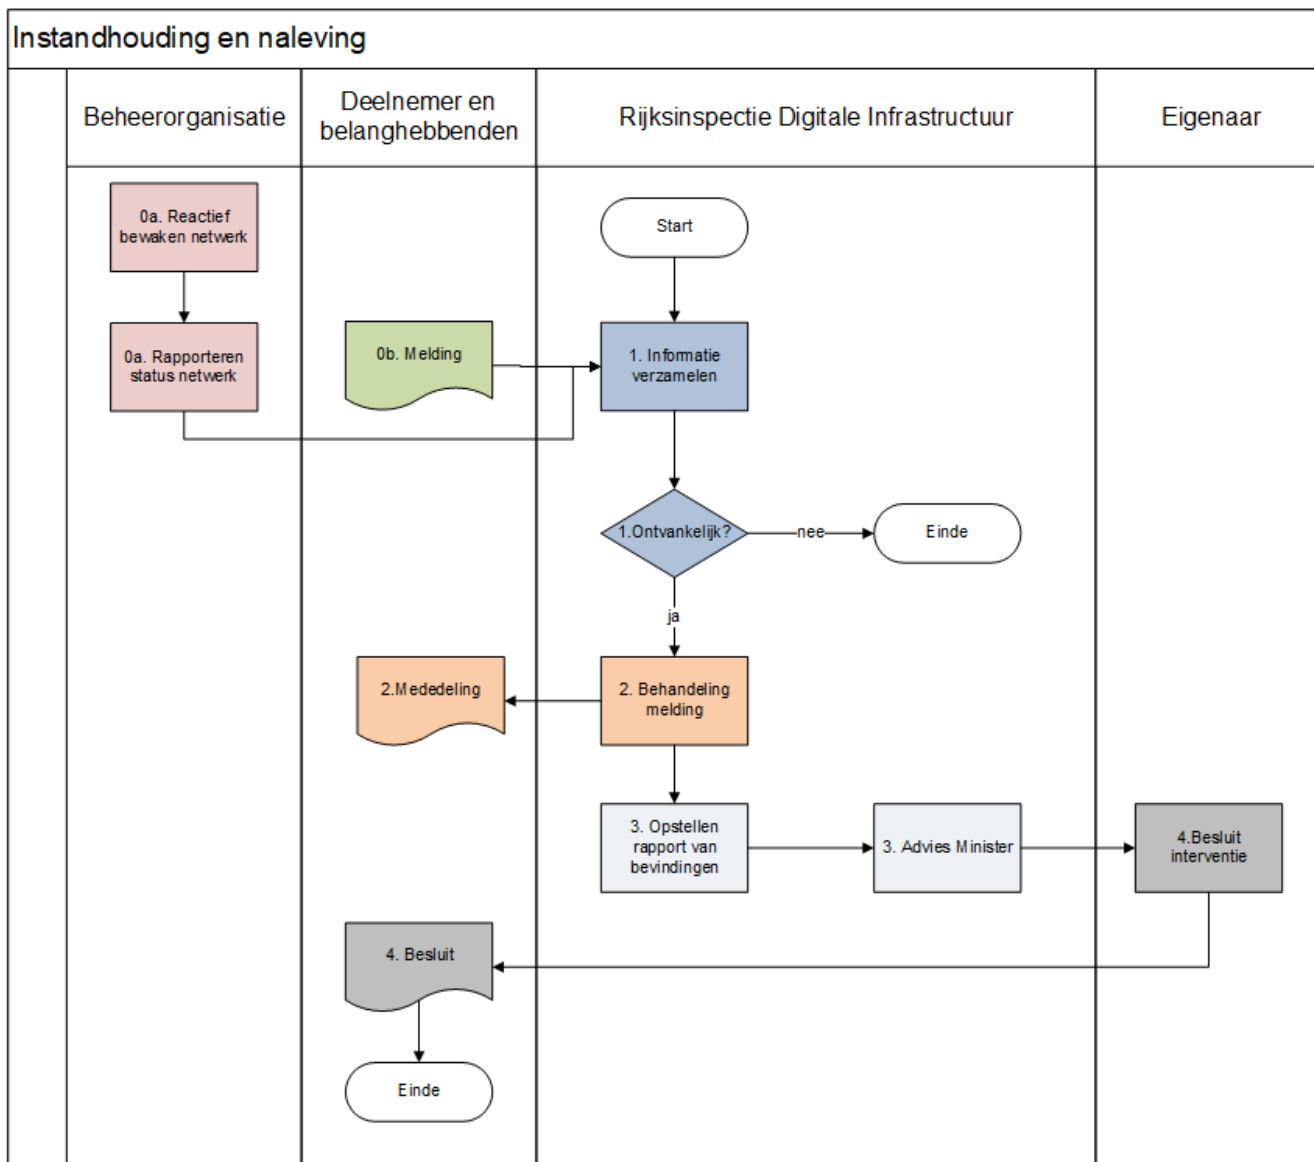 Instandhouding en naleving
Beheerorganisatie
Deelnemer en
belanghebbenden
Rijksinspectie Digitale Infrastructuur
Eigenaar
0a. Reactief
bewaken netwerk
Start
0a. Rapporteren
status netwerk
0b. Melding
1. Informatie
verzamelen
1.Ontvankelijk?
nee
Einde
ja
2.Mededeling
2. Behandeling
melding
3. Opstellen
rapport van
bevindingen
3. Advies Minister
4.Besluit
interventie
4. Besluit
Einde